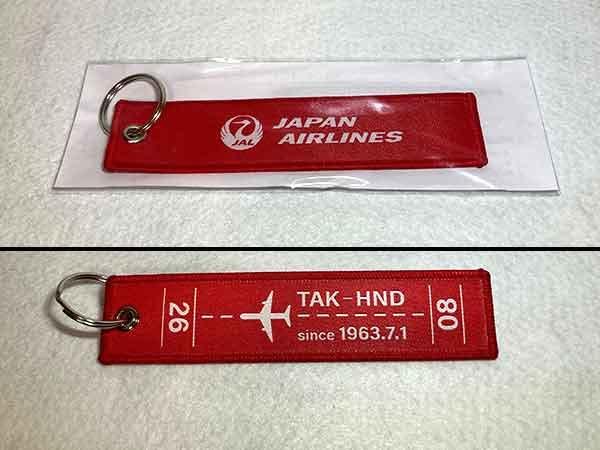 JAL
JAPAN
AIRLINES
26
TAK-HND
since 1963.7.1
08